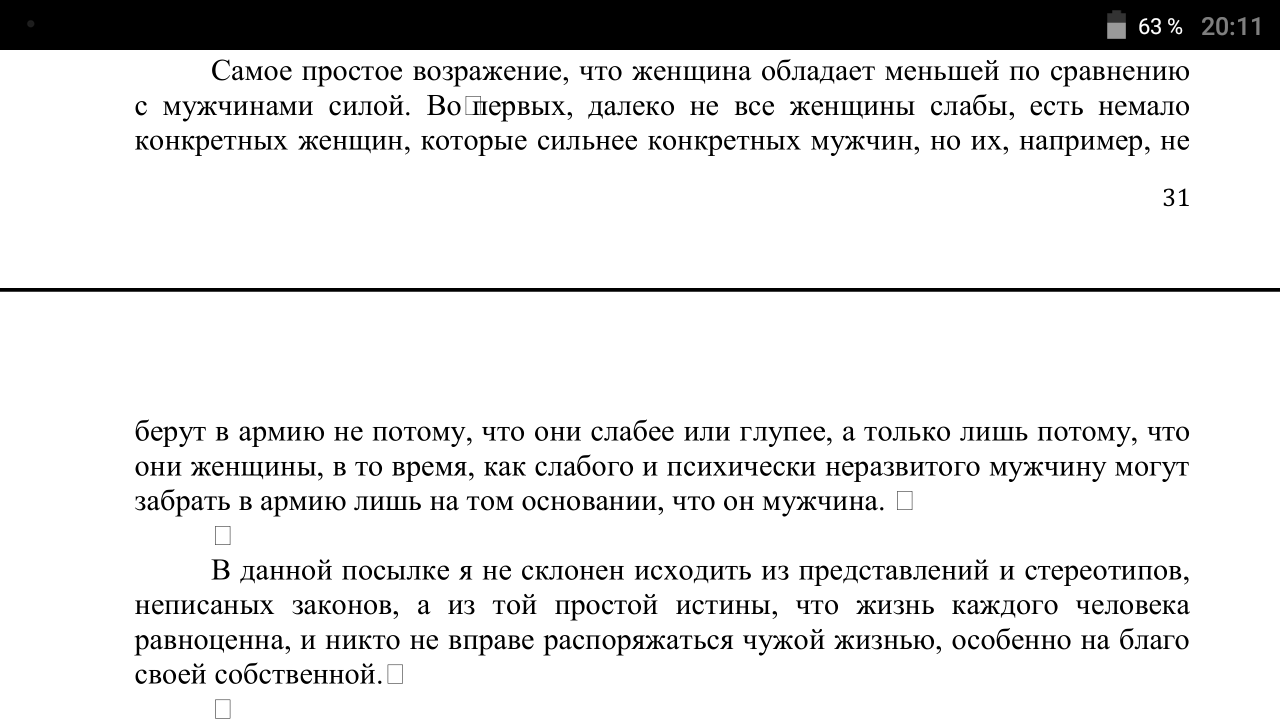 63 % 20:11
Самое простое возражение, что женщина обладает меньшей по сравнению
с мужчинами силой. Во□первых, далеко не все женщины слабы, есть немало
конкретных женщин, которые сильнее конкретных мужчин, но их, например, не
31
берут в армию не потому, что они слабее или глупее, а только лишь потому, что
они женщины, в то время, как слабого и психически неразвитого мужчину могут
забрать в армию лишь на том основании, что он мужчина. □
□
В данной посылке я не склонен исходить из представлений и стереотипов,
неписаных законов, а из той простой истины, что жизнь каждого человека
равноценна, и никто не вправе распоряжаться чужой жизнью, особенно на благо
своей собственной.□
□